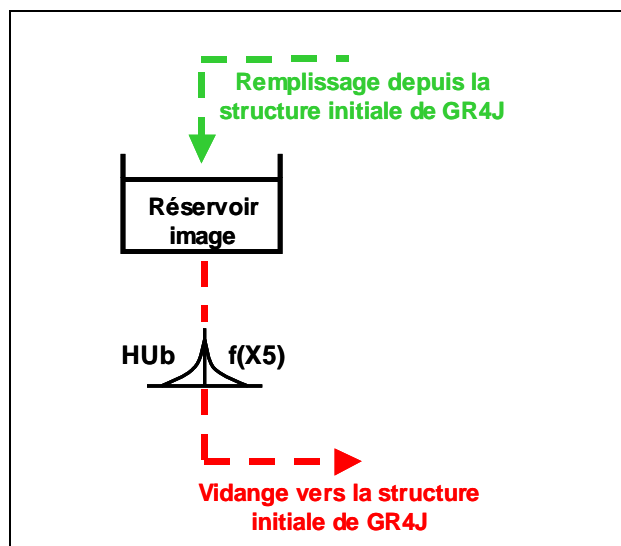 Remplissage depuis la
structure initiale de GR4J
Réservoir
image
HUb f(X5)
Vidange vers la structure
initiale de GR4J